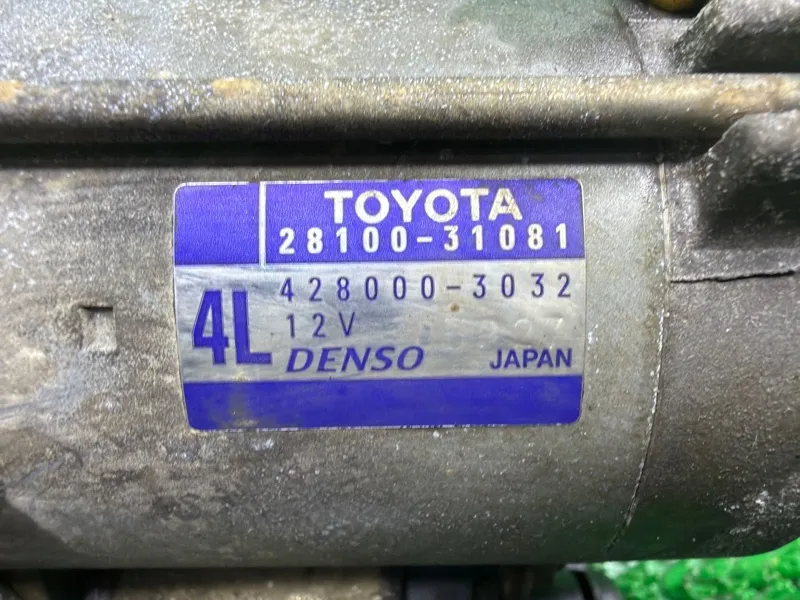 TOYOTA
28100-31081
428000-3032
4L
12V
DENSO JAPAN